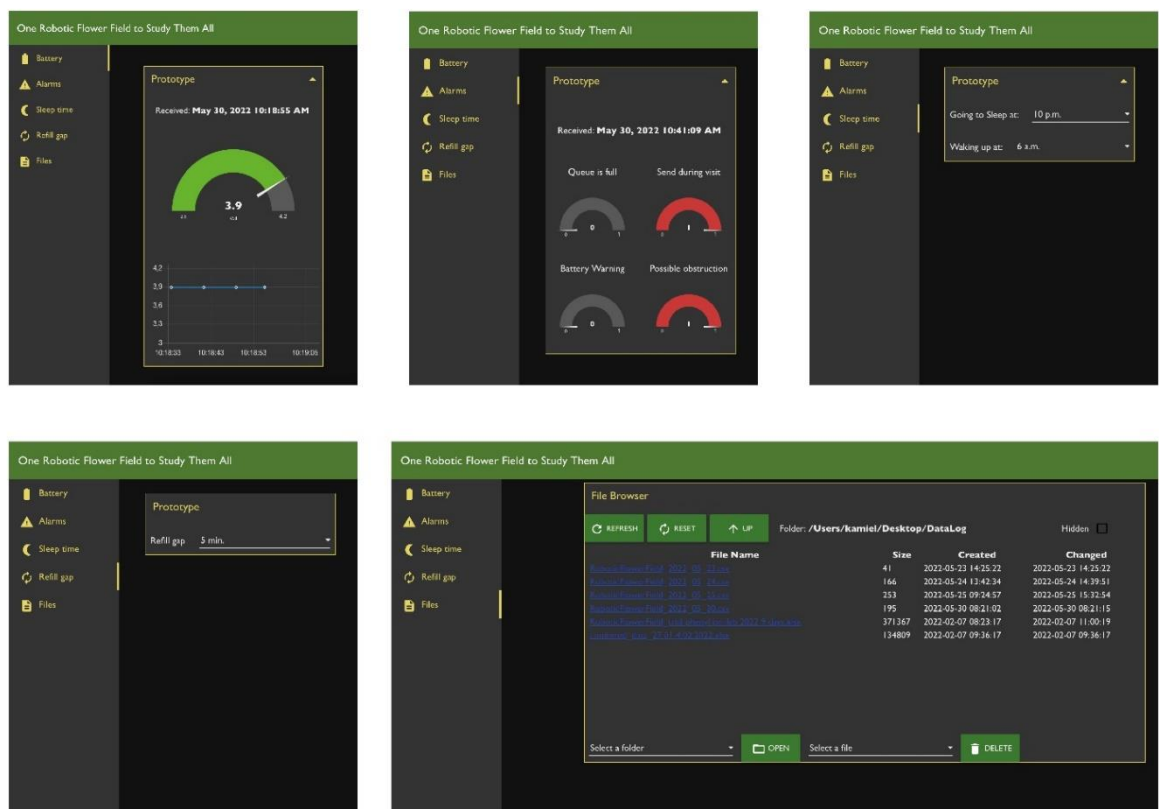 One Robotic Flower Field to Study Them All
Battery
Alarms
Sleep time
Refill gap
Files
Prototype
Received: May 30, 2022 10:18:55 AM
3.9
4.2
4,2
3,9
3,6
3,3
3
10:18:33 10:18:43 10:18:53 10:19:05
One Robotic Flower Field to Study Them All
Battery
Alarms
Sleep time
Refill gap
Files
Prototype
Received: May 30, 2022 10:41:09 AM
Queue is full Send during visit
0 1
0 1 0
Battery Warning Possible obstruction
0 1
0 1 0
One Robotic Flower Field to Study Them All
Battery
Alarms
Sleep time
Refill gap
Files
Prototype
Going to Sleep at: 10 p.m.
Waking up at: 6 a.m.
One Robotic Flower Field to Study Them All
Battery
Alarms
Sleep time
Refill gap
Files
Prototype
Refill gap 5 min.
One Robotic Flower Field to Study Them All
Battery
Alarms
Sleep time
Refill gap
Files
File Browser
REFRESH RESET UP Folder: /Users/kamiel/Desktop/DataLog Hidden
File Name Size Created Changed
41 2022-05-23 14:25:22 2022-05-23 14:25:22
166 2022-05-24 13:42:34 2022-05-24 14:39:51
253 2022-05-25 09:24:57 2022-05-25 15:32:54
195 2022-05-30 08:21:02 2022-05-30 08:21:15
371367 2022-02-07 08:23:17 2022-02-07 11:00:19
134809 2022-02-07 09:36:17 2022-02-07 09:36:17
Select a folder OPEN Select a file DELETE